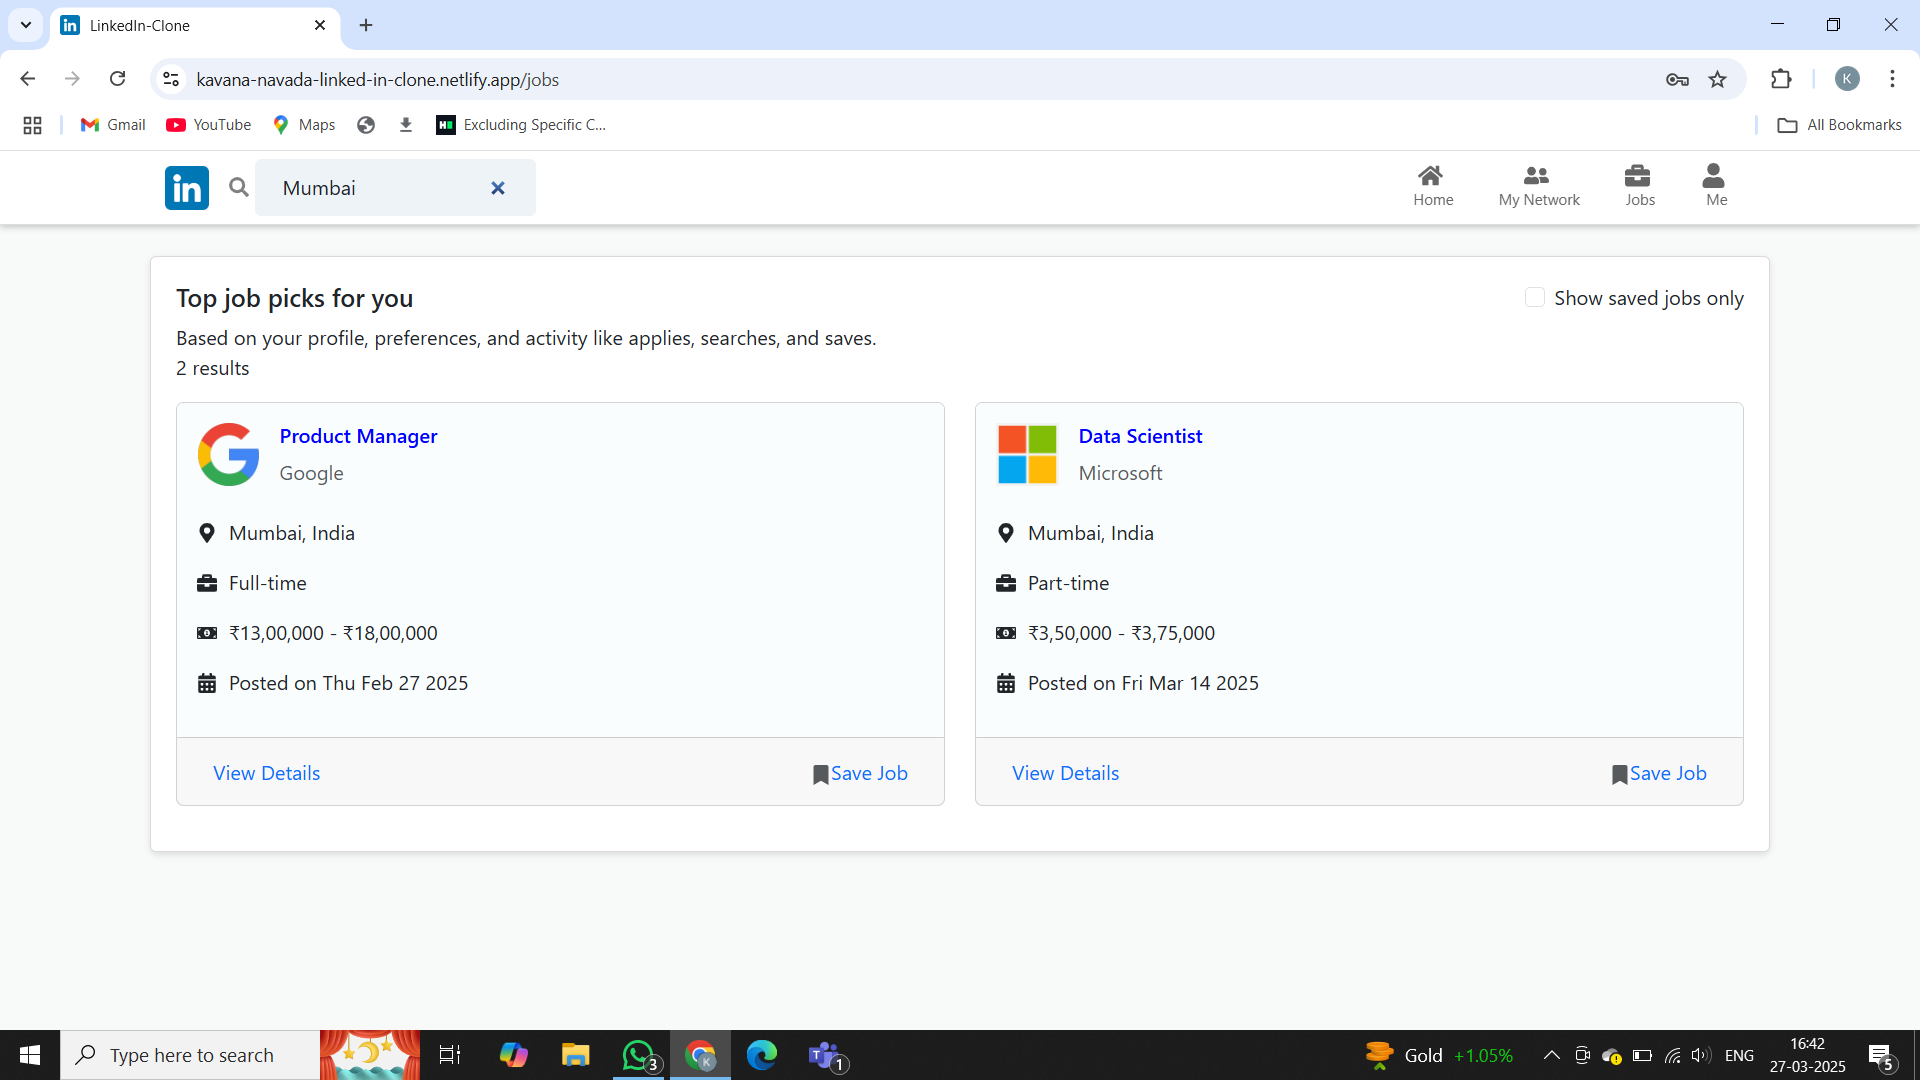 LinkedIn-Clone
kavana-navada-linked-in-clone.netlify.app/jobs
K
Gmail YouTube Maps Excluding Specific C... All Bookmarks
in Mumbai Home My Network Jobs Me
Top job picks for you
Show saved jobs only
Based on your profile, preferences, and activity like applies, searches, and saves.
2 results
Product Manager
Google
Mumbai, India
Full-time
₹13,00,000 - ₹18,00,000
Posted on Thu Feb 27 2025
View Details Save Job
Data Scientist
Microsoft
Mumbai, India
Part-time
₹3,50,000 - ₹3,75,000
Posted on Fri Mar 14 2025
View Details Save Job
Type here to search 3 K 1 Gold +1.05% ENG 16:42
27-03-2025
5